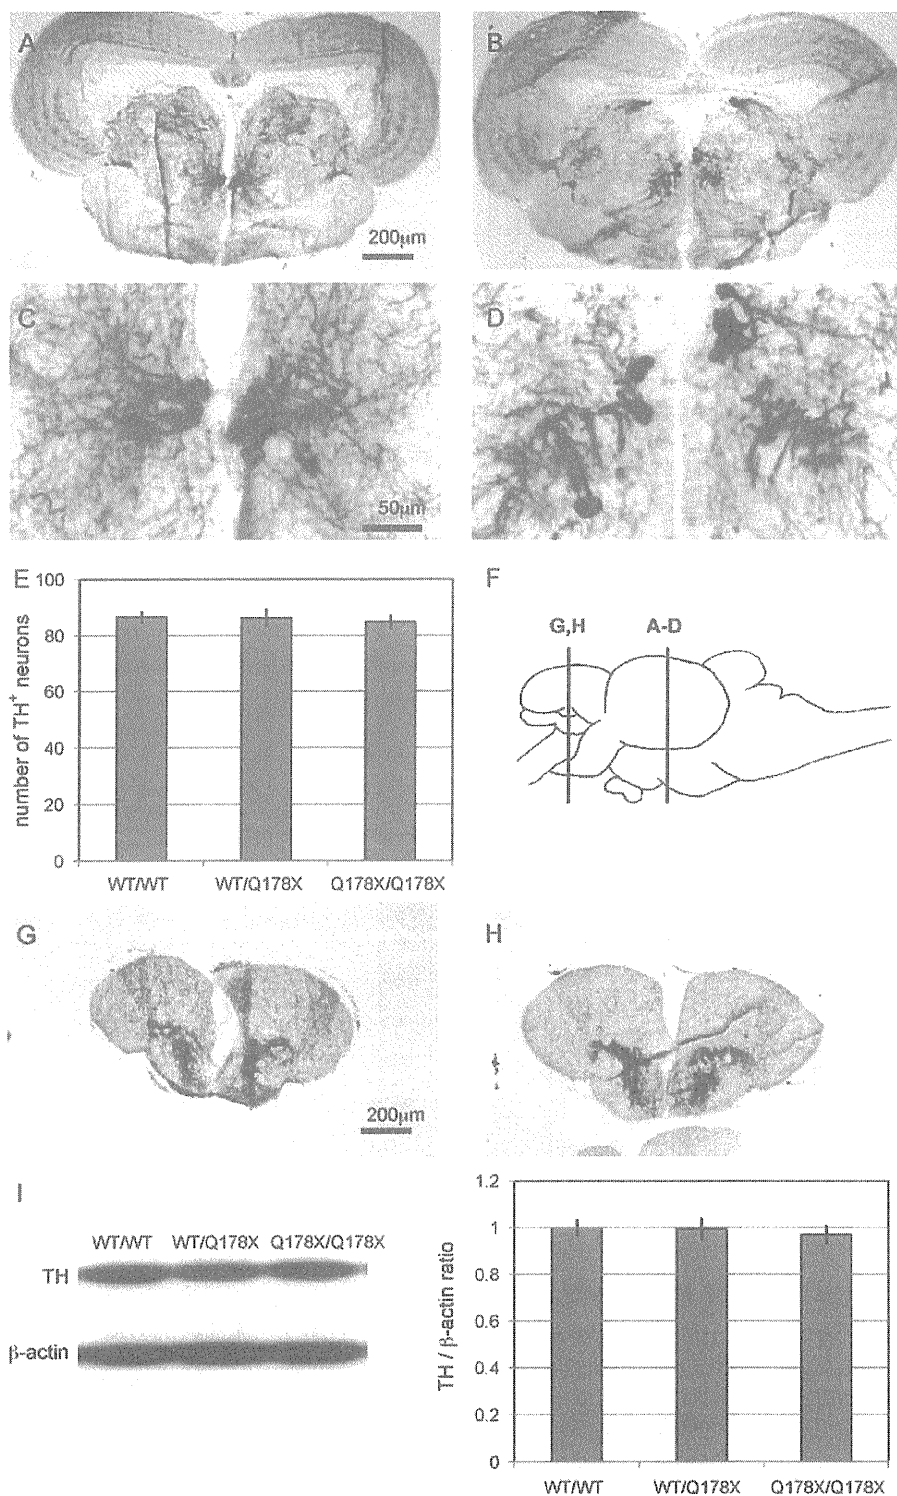 A
B
200μm
C
D
50μm
E
number of TH⁺ neurons
100
80
60
40
20
0
WT/WT WT/Q178X Q178X/Q178X
F
G,H A-D
G
H
200μm
I
WT/WT WT/Q178X Q178X/Q178X
TH
β-actin
TH / β-actin ratio
1.2
1
0.8
0.6
0.4
0.2
0
WT/WT WT/Q178X Q178X/Q178X